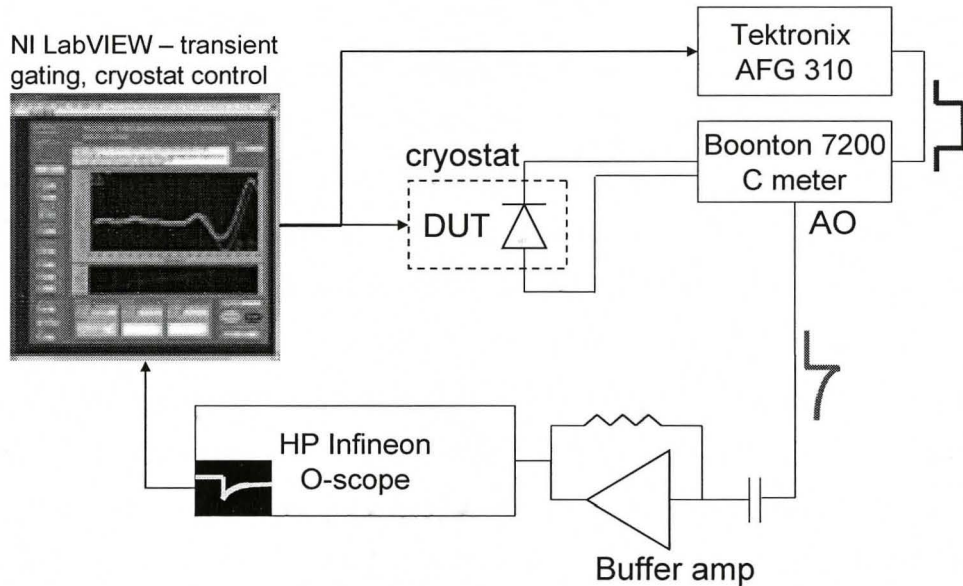 NI LabVIEW – transient
gating, cryostat control
Tektronix
AFG 310
cryostat
DUT
Boonton 7200
C meter
AO
HP Infineon
O-scope
Buffer amp